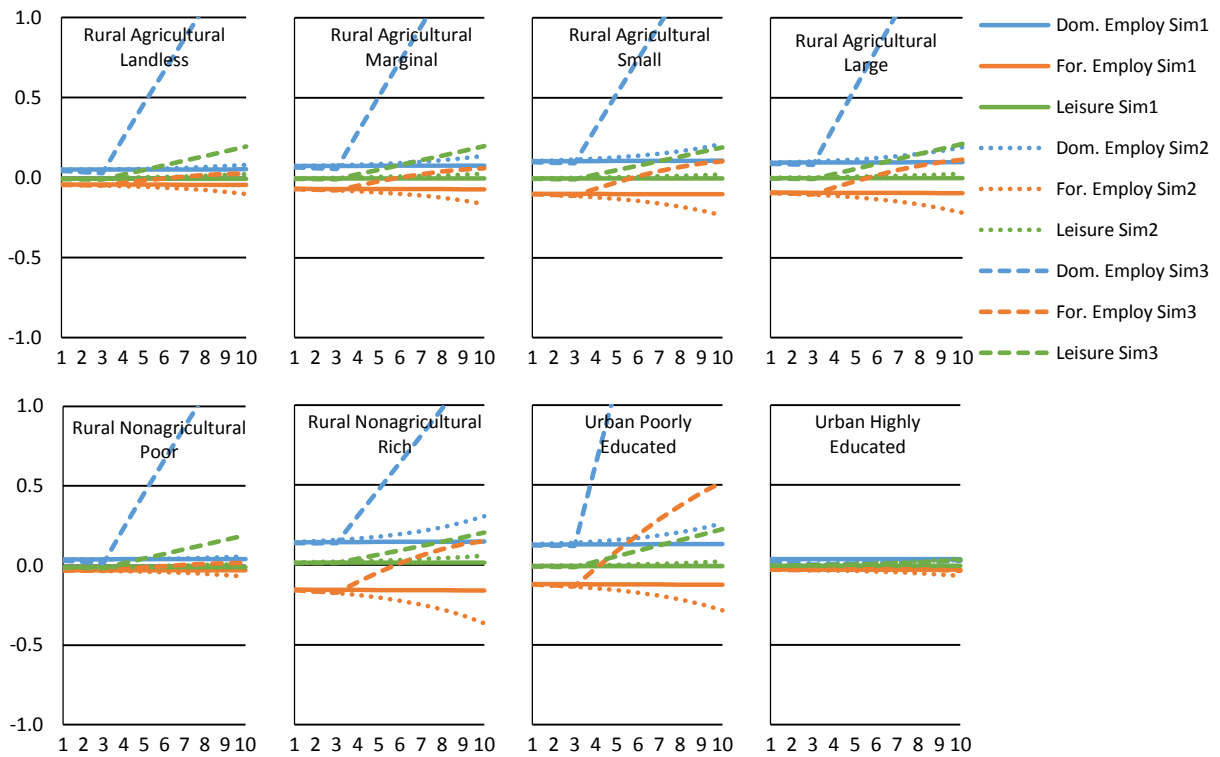 1.0
0.5
0.0
-0.5
-1.0
Rural Agricultural
Landless
1 2 3 4 5 6 7 8 9 10
Rural Agricultural
Marginal
1 2 3 4 5 6 7 8 9 10
Rural Agricultural
Small
1 2 3 4 5 6 7 8 9 10
Rural Agricultural
Large
1 2 3 4 5 6 7 8 9 10
Dom. Employ Sim1
For. Employ Sim1
Leisure Sim1
Dom. Employ Sim2
For. Employ Sim2
Leisure Sim2
Dom. Employ Sim3
For. Employ Sim3
Leisure Sim3
1.0
0.5
0.0
-0.5
-1.0
Rural Nonagricultural
Poor
1 2 3 4 5 6 7 8 9 10
Rural Nonagricultural
Rich
1 2 3 4 5 6 7 8 9 10
Urban Poorly
Educated
1 2 3 4 5 6 7 8 9 10
Urban Highly
Educated
1 2 3 4 5 6 7 8 9 10